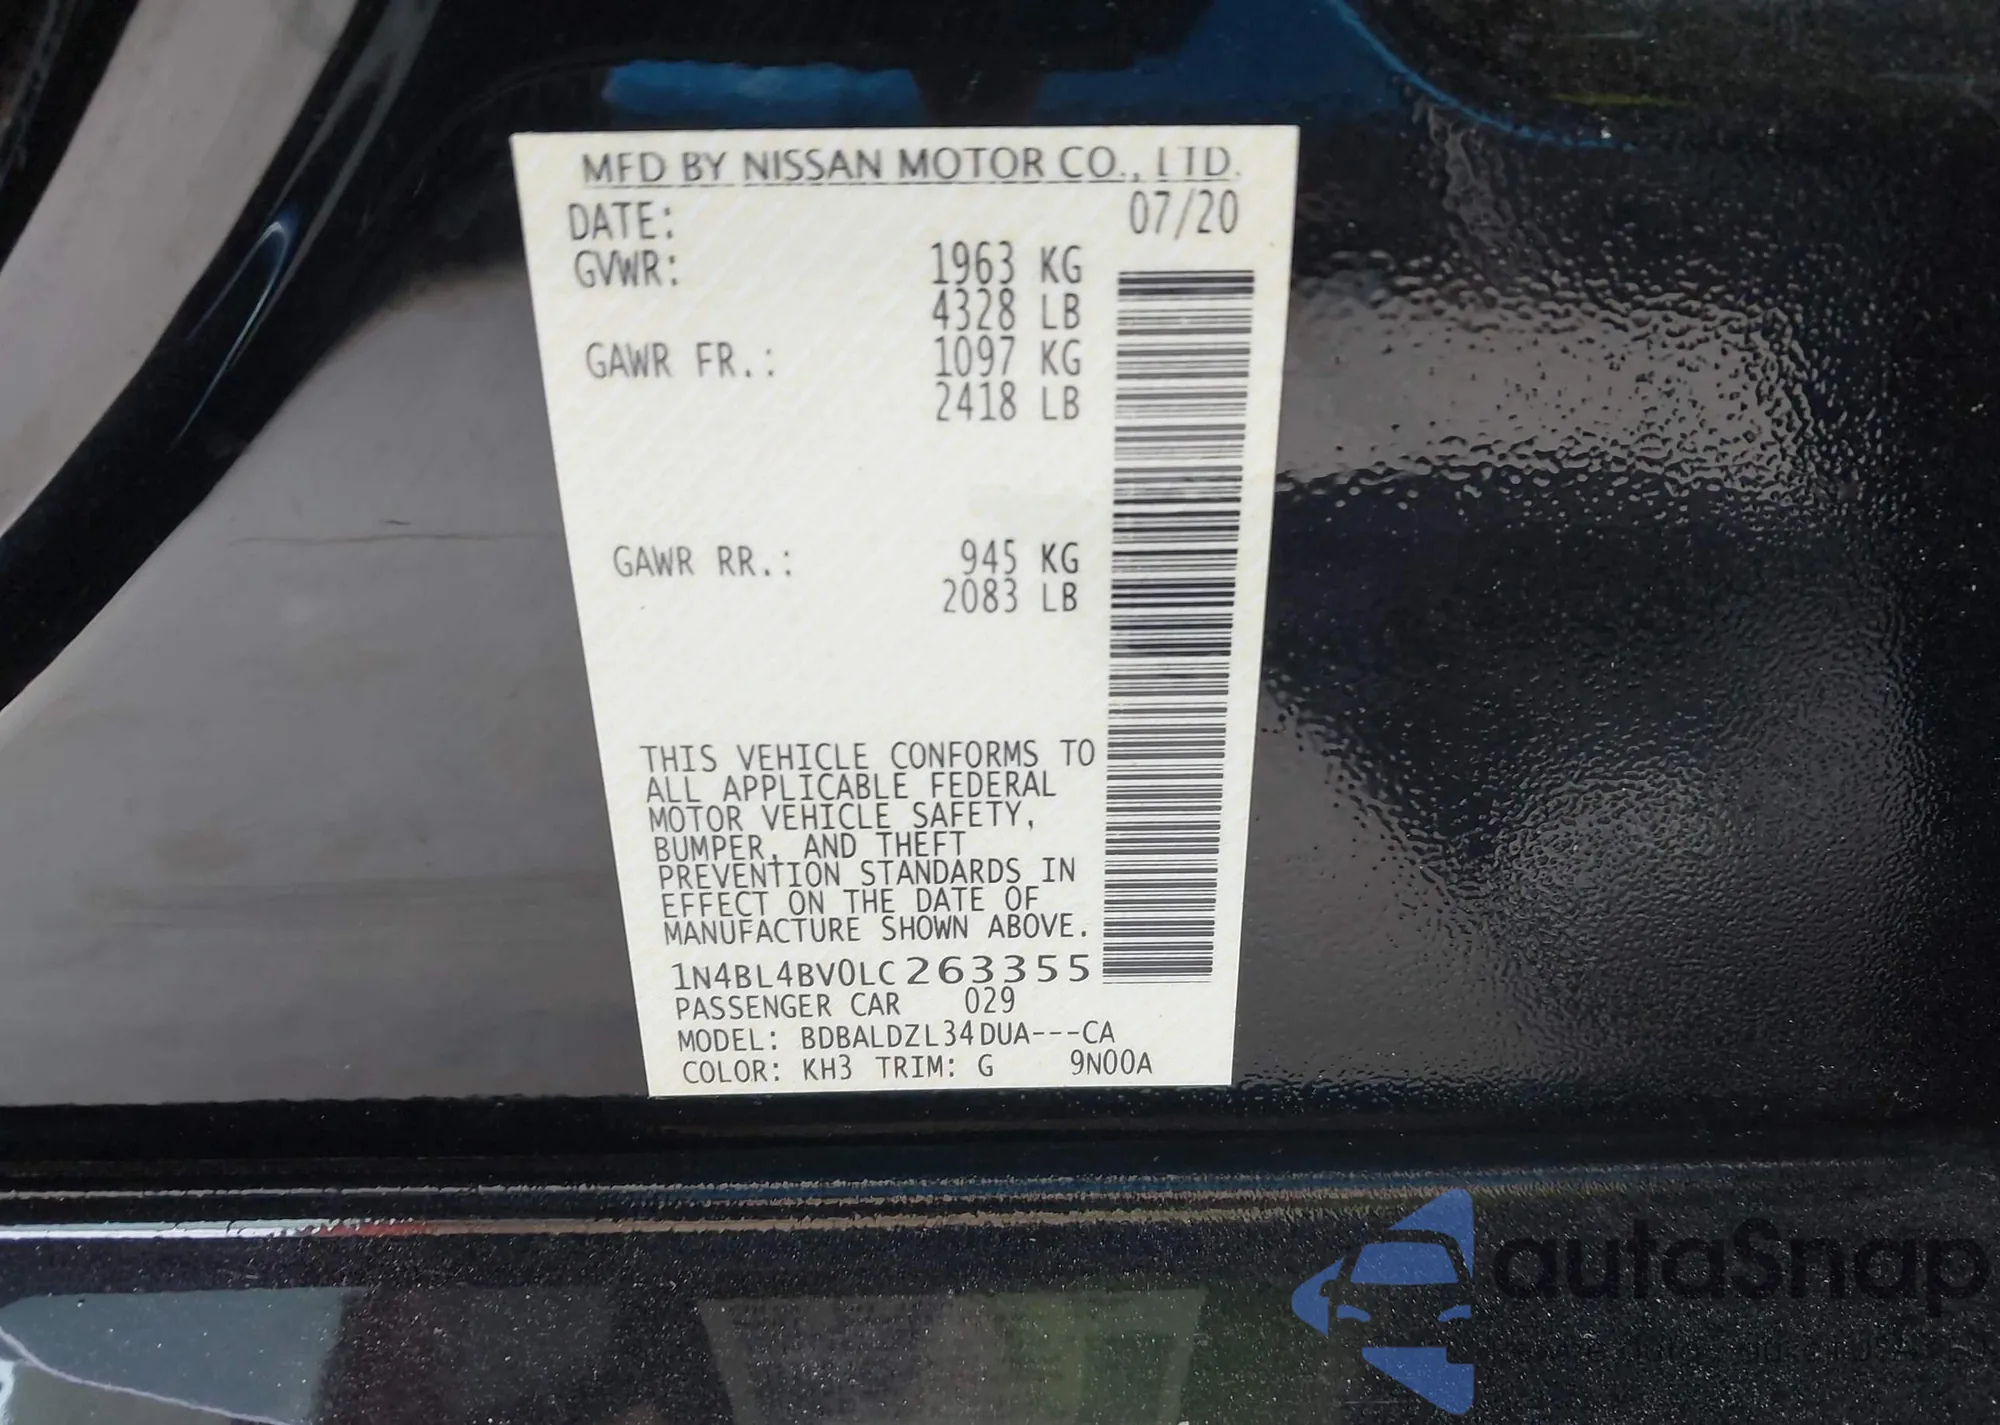 MFD BY NISSAN MOTOR CO., LTD.
DATE: 07/20
GVWR: 1963 KG
4328 LB
GAWR FR.: 1097 KG
2418 LB
GAWR RR.: 945 KG
2083 LB
THIS VEHICLE CONFORMS TO
ALL APPLICABLE FEDERAL
MOTOR VEHICLE SAFETY,
BUMPER, AND THEFT
PREVENTION STANDARDS IN
EFFECT ON THE DATE OF
MANUFACTURE SHOWN ABOVE.
1N4BL4BV0LC263355
PASSENGER CAR 029
MODEL: BDBALDZL34DUA---CA
COLOR: KH3 TRIM: G 9N00A
autaSnap